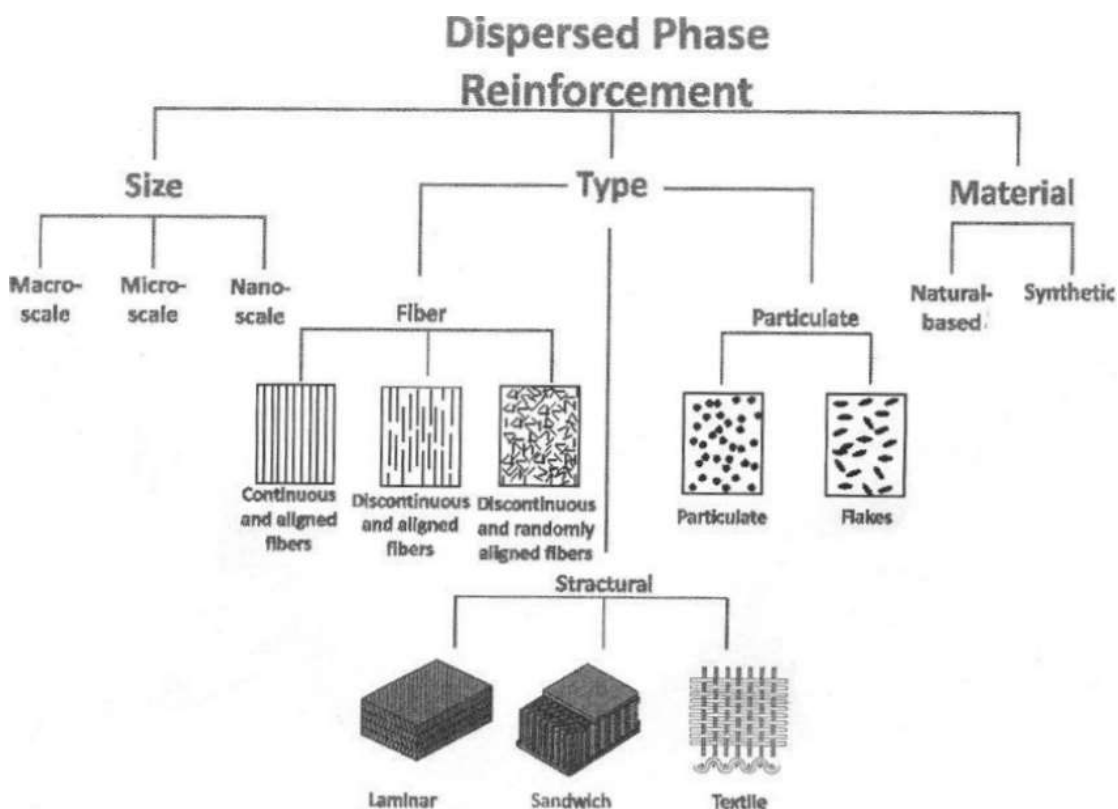 Dispersed Phase
Reinforcement
Size
Type
Material
Macro-
scale
Micro-
scale
Nano-
scale
Natural-
based
Synthetic
Fiber
Particulate
Continuous
and aligned
fibers
Discontinuous
and aligned
fibers
Discontinuous
and randomly
aligned fibers
Particulate
Flakes
Stractural
Laminar
Sandwich
Textile